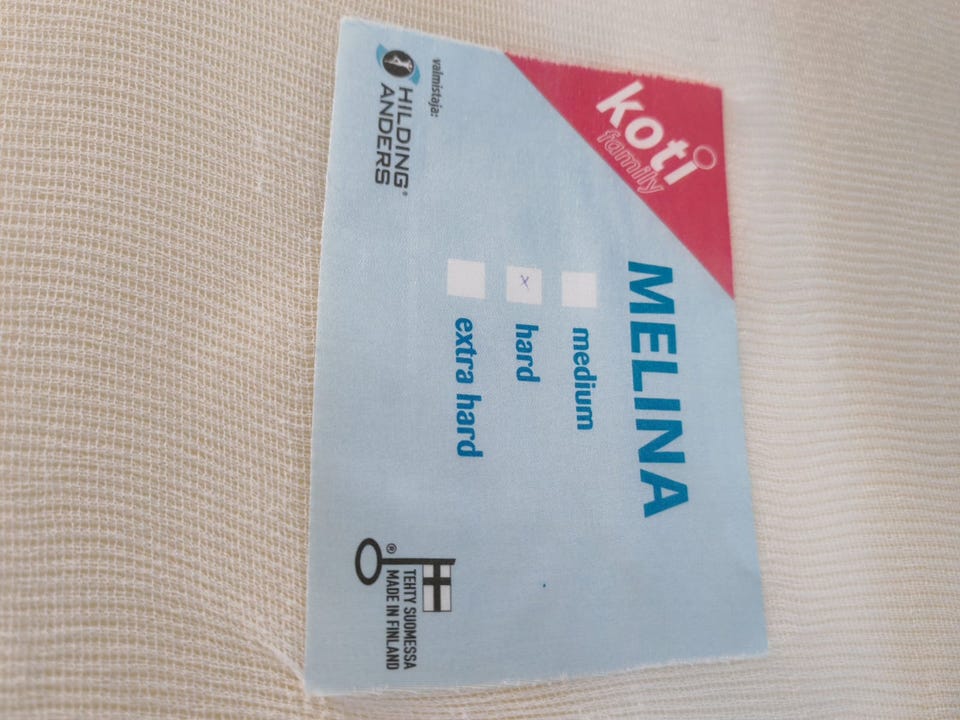 koti
family
MELINA
medium
x hard
extra hard
valmistaja:
HILDING®
ANDERS
®
TEHTY SUOMESSA
MADE IN FINLAND